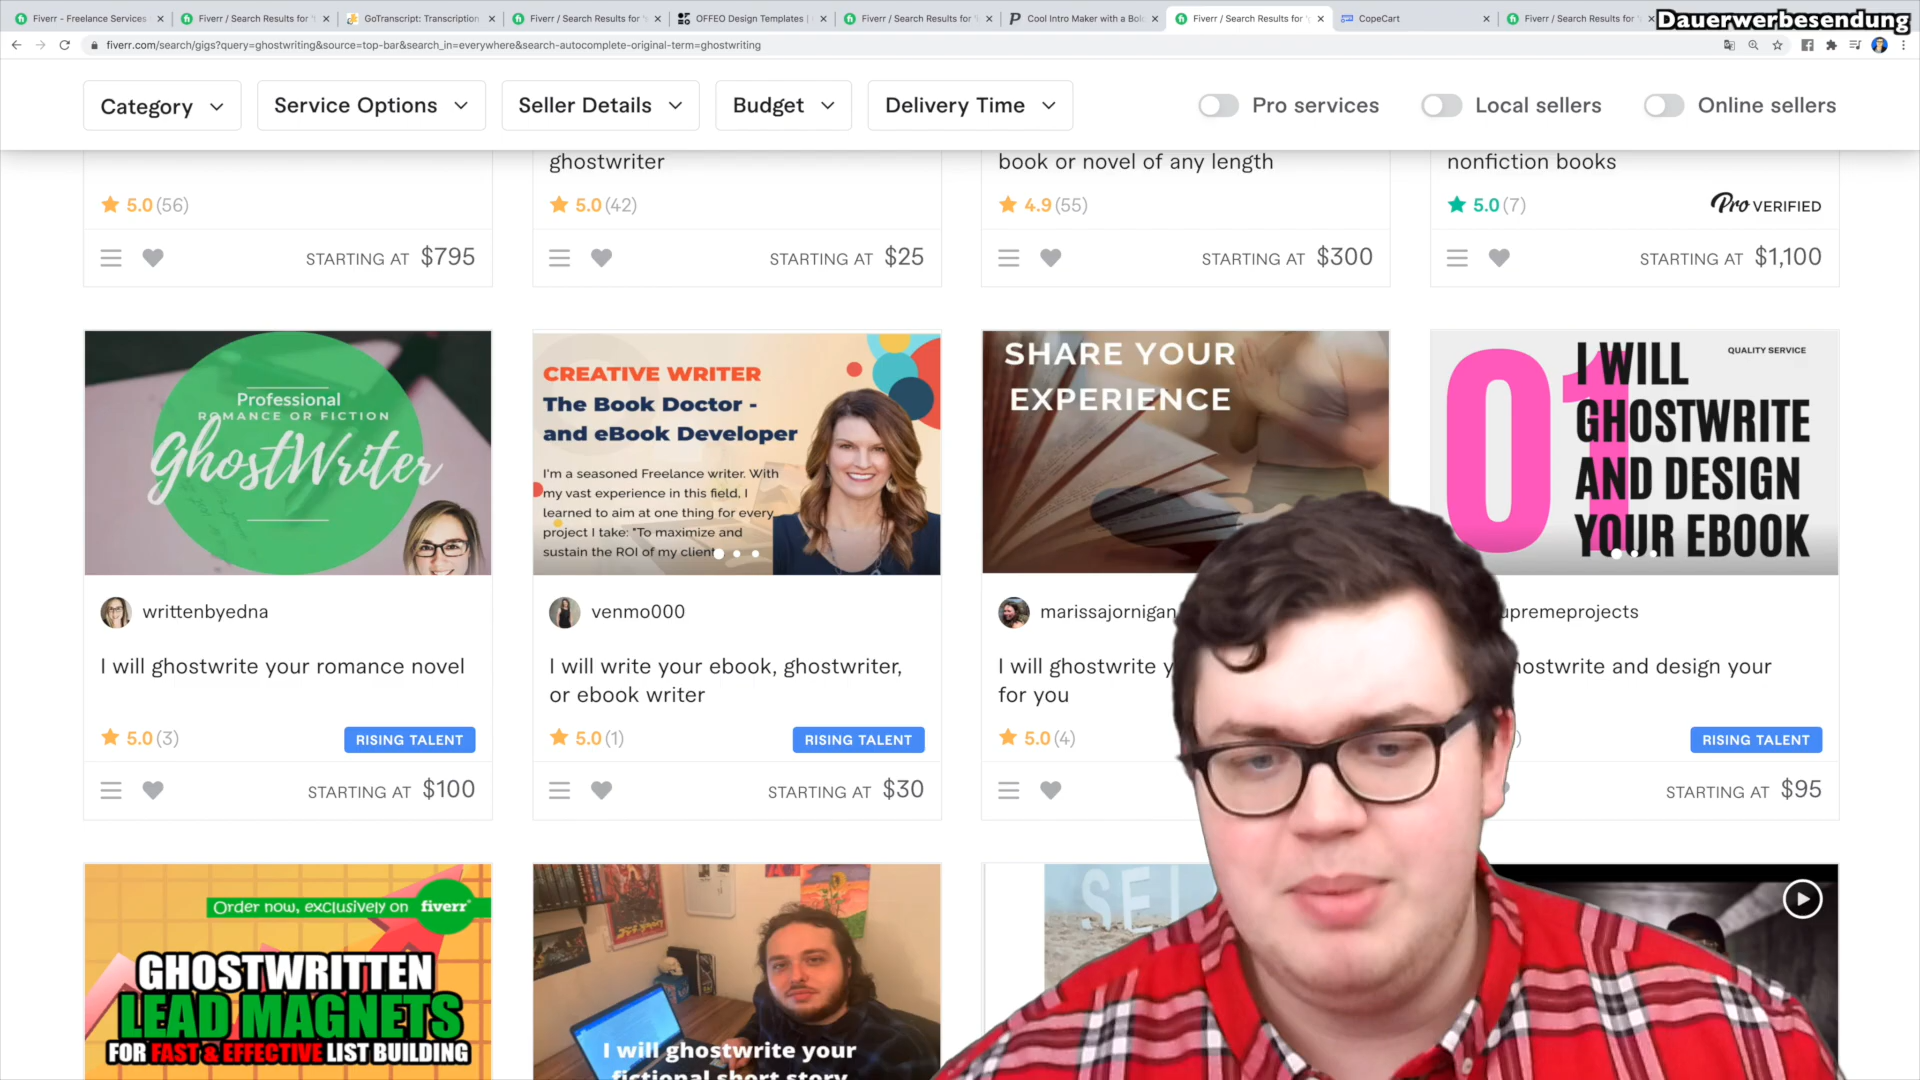 Fiverr - Freelance Services
Fiverr / Search Results for '
GoTranscript: Transcription
Fiverr / Search Results for '
OFFEO Design Templates |
Fiverr / Search Results for '
Cool Intro Maker with a Bol
Fiverr / Search Results for '
CopeCart
Fiverr / Search Results for '
Dauerwerbesendung
fiverr.com/search/gigs?query=ghostwriting&source=top-bar&search_in=everywhere&search-autocomplete-original-term=ghostwriting
Category
Service Options
Seller Details
Budget
Delivery Time
Pro services
Local sellers
Online sellers
ghostwriter
book or novel of any length
nonfiction books
5.0 (56)
5.0 (42)
4.9 (55)
5.0 (7)
Pro VERIFIED
STARTING AT $795
STARTING AT $25
STARTING AT $300
STARTING AT $1,100
Professional
ROMANCE OR FICTION
GhostWriter
CREATIVE WRITER
The Book Doctor -
and eBook Developer
I'm a seasoned Freelance writer. With
my vast experience in this field, I
learned to aim at one thing for every
project I take: "To maximize and
sustain the ROI of my client
SHARE YOUR
EXPERIENCE
QUALITY SERVICE
01
I WILL
GHOSTWRITE
AND DESIGN
YOUR EBOOK
writtenbyedna
venmo000
marissajornigan
upremeprojects
I will ghostwrite your romance novel
I will write your ebook, ghostwriter,
or ebook writer
I will ghostwrite y
for you
hostwrite and design your
5.0 (3)
RISING TALENT
5.0 (1)
RISING TALENT
5.0 (4)
RISING TALENT
STARTING AT $100
STARTING AT $30
STARTING AT $95
Order now, exclusively on fiverr
GHOSTWRITTEN
LEAD MAGNETS
FOR FAST & EFFECTIVE LIST BUILDING
I will ghostwrite your
fictional short story
SEL